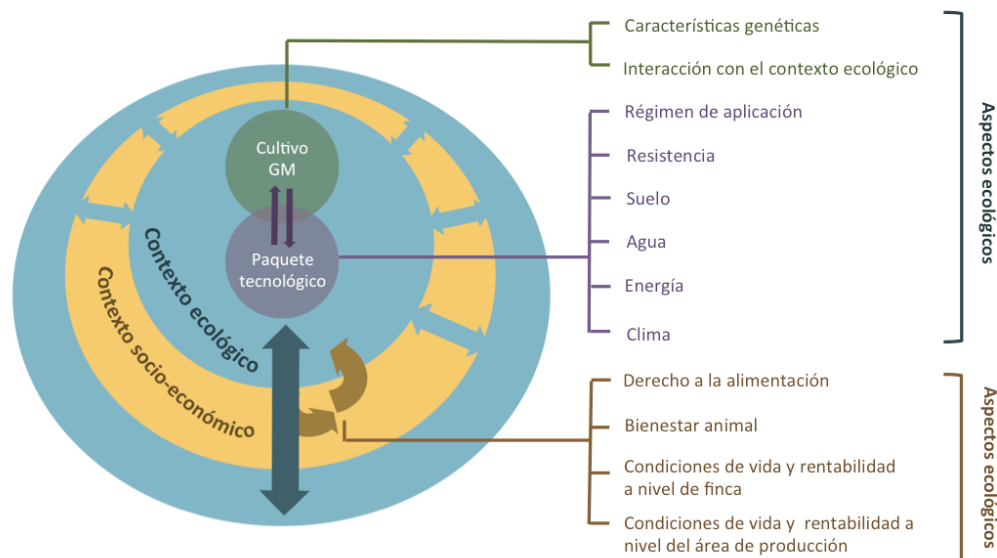 Características genéticas
Interacción con el contexto ecológico
Cultivo
GM
Paquete
tecnológico
Contexto ecológico
Contexto socio-económico
Régimen de aplicación
Resistencia
Suelo
Agua
Energía
Clima
Aspectos ecológicos
Derecho a la alimentación
Bienestar animal
Condiciones de vida y rentabilidad
a nivel de finca
Condiciones de vida y rentabilidad a
nivel del área de producción
Aspectos ecológicos